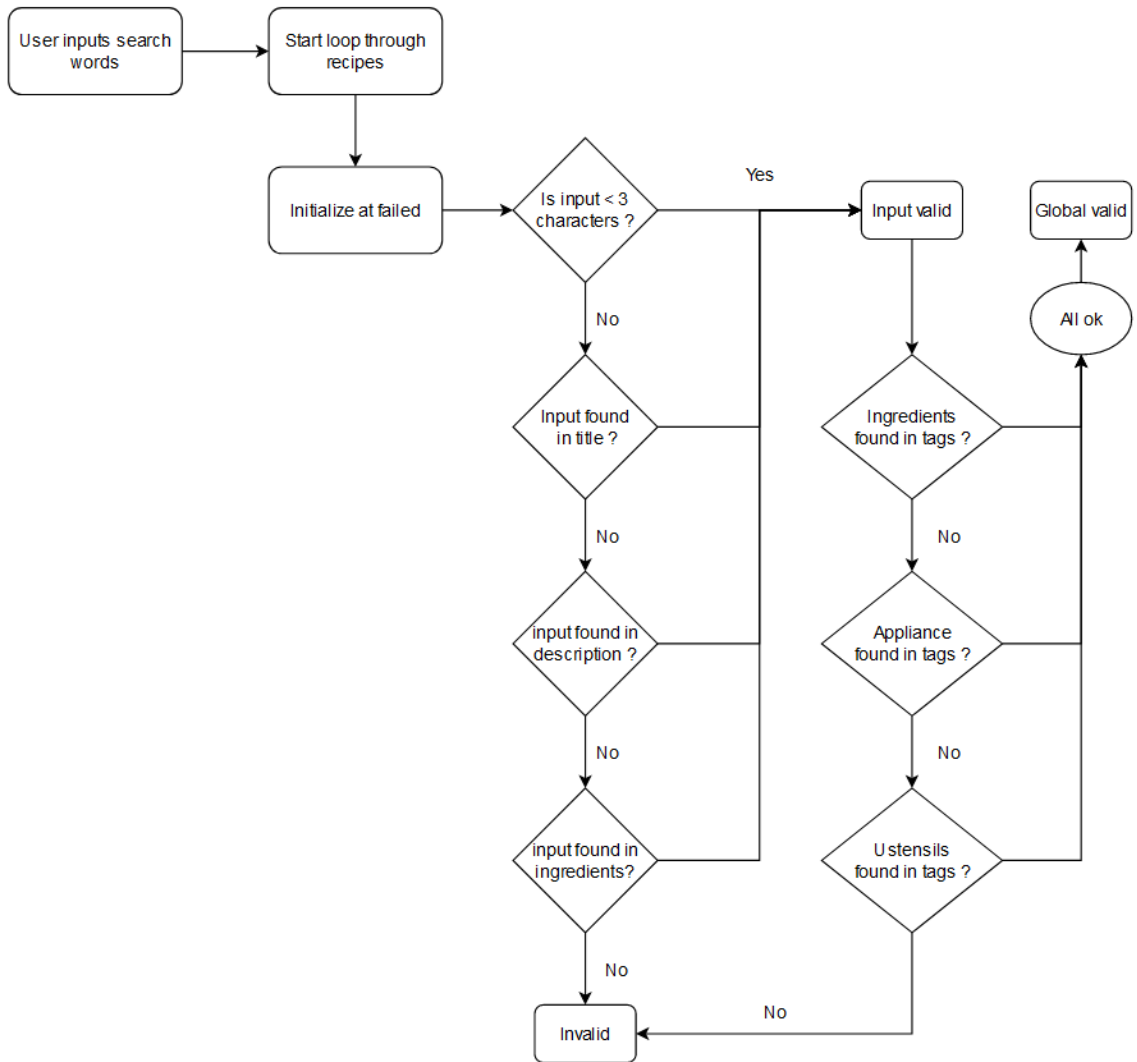 User inputs search
words
Start loop through
recipes
Initialize at failed
Is input < 3
characters ?
Yes
Input valid
Global valid
No
All ok
Input found
in title ?
Ingredients
found in tags ?
No
No
input found in
description ?
Appliance
found in tags ?
No
No
input found in
ingredients?
Ustensils
found in tags ?
No
No
Invalid